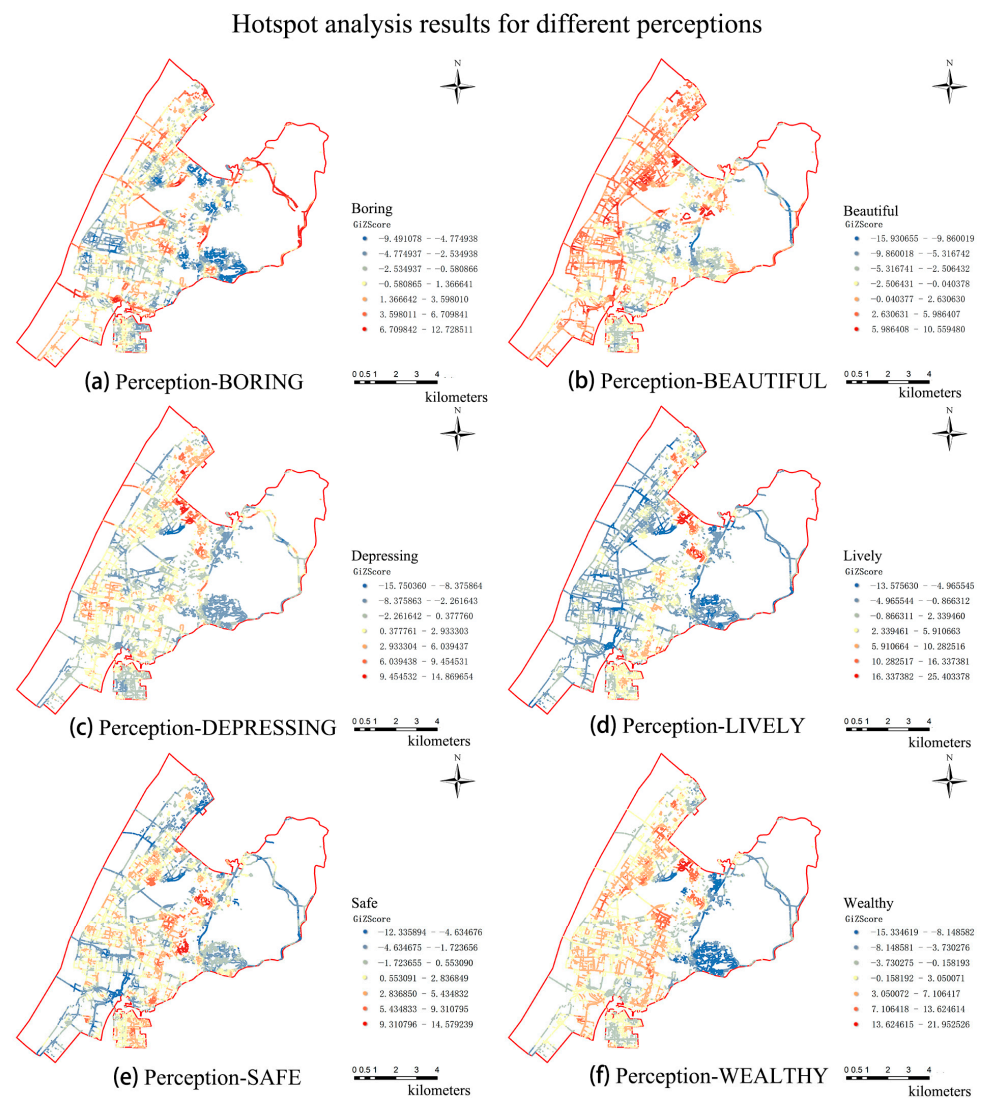 Hotspot analysis results for different perceptions
N
Boring
GiZScore
-9.491078 - -4.774938
-4.774937 - -2.534938
-2.534937 - -0.580866
-0.580865 - 1.366641
1.366642 - 3.598010
3.598011 - 6.709841
6.709842 - 12.728511
0 0.5 1 2 3 4
kilometers
(a) Perception-BORING
N
Beautiful
GiZScore
-15.930655 - -9.860019
-9.860018 - -5.316742
-5.316741 - -2.506432
-2.506431 - -0.040378
-0.040377 - 2.630630
2.630631 - 5.986407
5.986408 - 10.559480
0 0.5 1 2 3 4
kilometers
(b) Perception-BEAUTIFUL
N
Depressing
GiZScore
-15.750360 - -8.375864
-8.375863 - -2.261643
-2.261642 - 0.377760
0.377761 - 2.933303
2.933304 - 6.039437
6.039438 - 9.454531
9.454532 - 14.869654
0 0.5 1 2 3 4
kilometers
(c) Perception-DEPRESSING
N
Lively
GiZScore
-13.575630 - -4.965545
-4.965544 - -0.866312
-0.866311 - 2.339460
2.339461 - 5.910663
5.910664 - 10.282516
10.282517 - 16.337381
16.337382 - 25.403378
0 0.5 1 2 3 4
kilometers
(d) Perception-LIVELY
N
Safe
GiZScore
-12.335894 - -4.634676
-4.634675 - -1.723656
-1.723655 - 0.553090
0.553091 - 2.836849
2.836850 - 5.434832
5.434833 - 9.310795
9.310796 - 14.579239
0 0.5 1 2 3 4
kilometers
(e) Perception-SAFE
N
Wealthy
GiZScore
-15.334619 - -8.148582
-8.148581 - -3.730276
-3.730275 - -0.158193
-0.158192 - 3.050071
3.050072 - 7.106417
7.106418 - 13.624614
13.624615 - 21.952526
0 0.5 1 2 3 4
kilometers
(f) Perception-WEALTHY